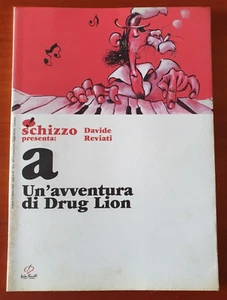 schizzo
presenta:
Davide
Reviati
a
Un'avventura
di Drug Lion